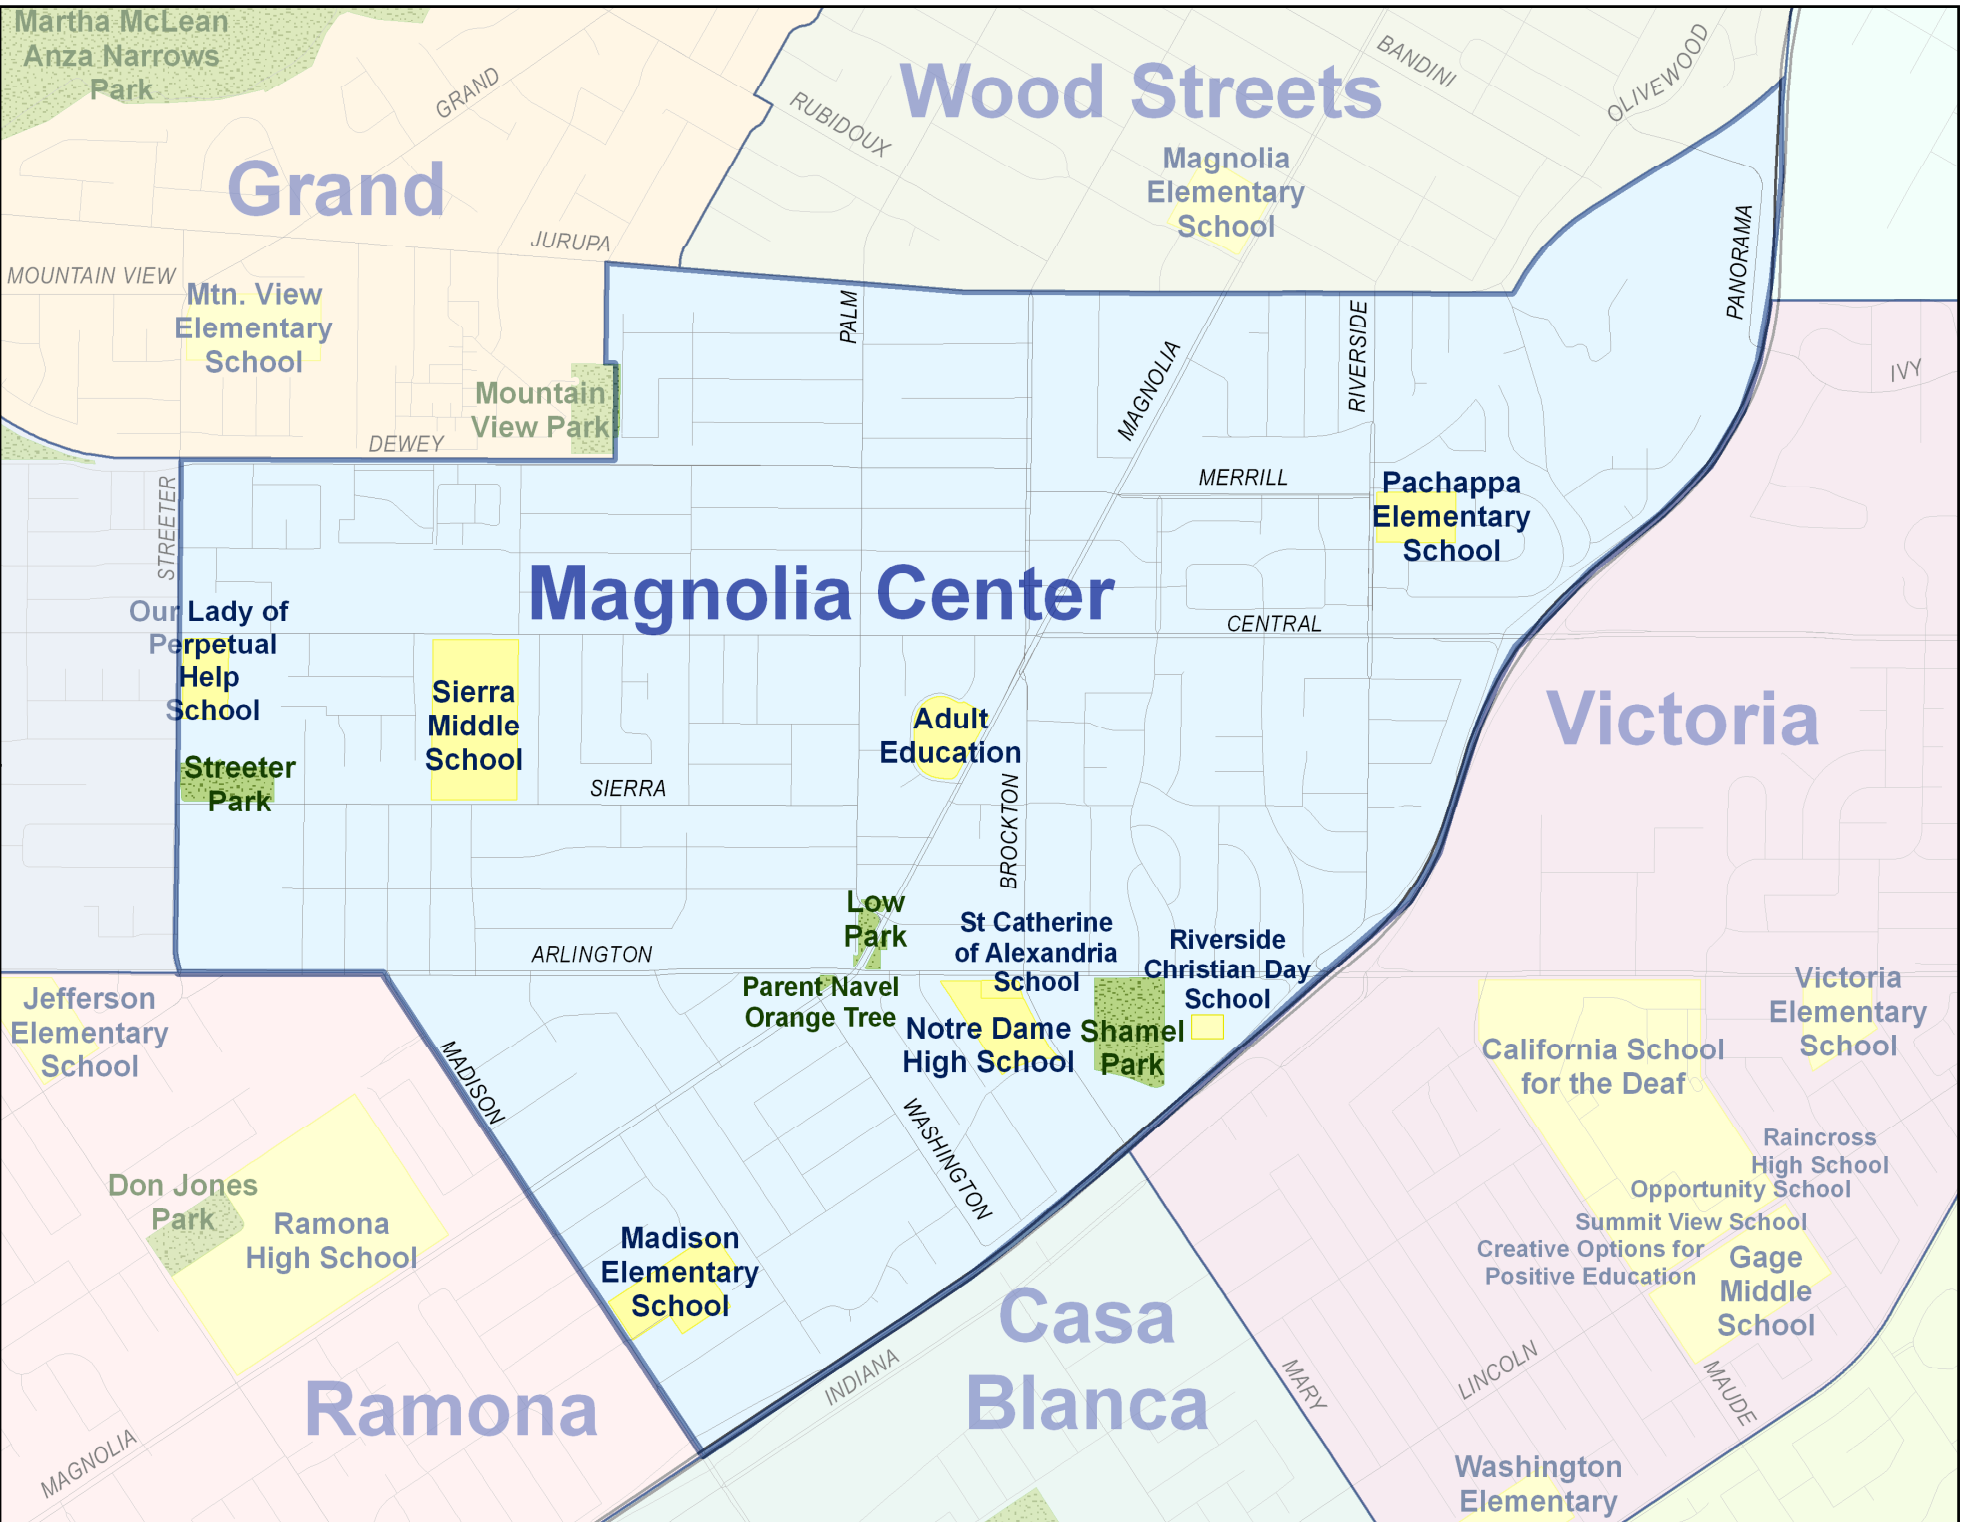 Martha McLean
Anza Narrows
Park
GRAND
Grand
JURUPA
MOUNTAIN VIEW
Mtn. View
Elementary
School
Mountain
View Park
DEWEY
Wood Streets
RUBIDOUX
BANDINI
OLIVEWOOD
Magnolia
Elementary
School
PANORAMA
PALM
MAGNOLIA
RIVERSIDE
IVY
MERRILL
Pachappa
Elementary
School
STREETER
Magnolia Center
CENTRAL
Our Lady of
Perpetual
Help
School
Sierra
Middle
School
Streeter
Park
SIERRA
Adult
Education
BROCKTON
Victoria
Low
Park
ARLINGTON
St Catherine
of Alexandria
School
Riverside
Christian Day
School
Parent Navel
Orange Tree
Notre Dame
High School
Shamel
Park
Jefferson
Elementary
School
MADISON
WASHINGTON
California School
for the Deaf
Victoria
Elementary
School
Raincross
High School
Opportunity School
Summit View School
Creative Options for
Positive Education
Gage
Middle
School
Don Jones
Park
Ramona
High School
Madison
Elementary
School
Casa
Blanca
INDIANA
MARY
LINCOLN
MAUDE
Ramona
MAGNOLIA
Washington
Elementary